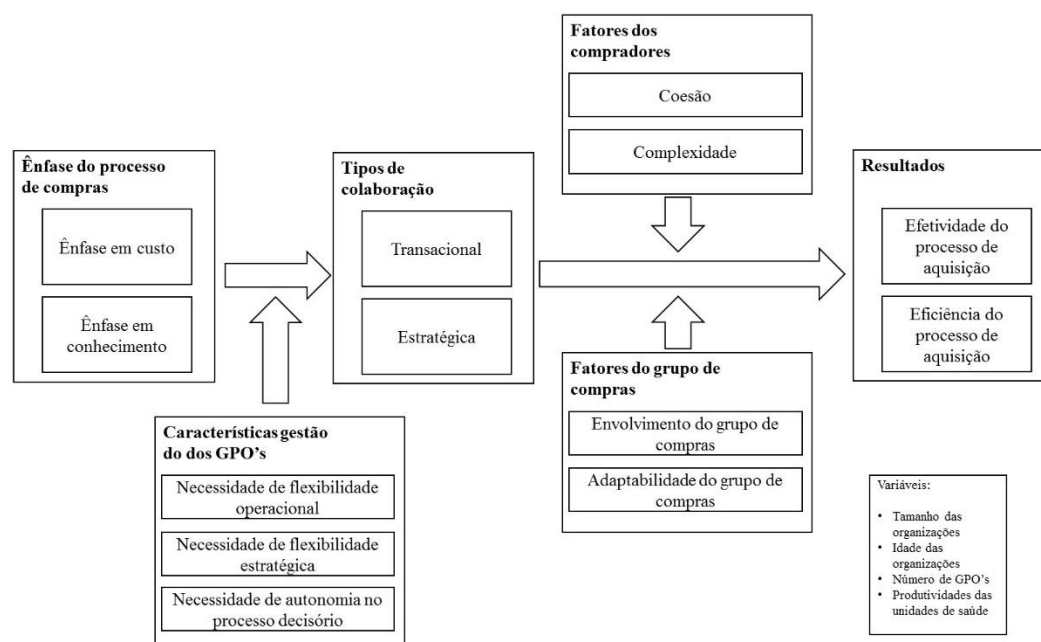 Ênfase do processo
de compras
Ênfase em custo
Ênfase em
conhecimento
Características gestão
do dos GPO’s
Necessidade de flexibilidade
operacional
Necessidade de flexibilidade
estratégica
Necessidade de autonomia no
processo decisório
Tipos de
colaboração
Transacional
Estratégica
Fatores dos
compradores
Coesão
Complexidade
Fatores do grupo de
compras
Envolvimento do grupo de
compras
Adaptabilidade do grupo de
compras
Resultados
Efetividade do
processo de
aquisição
Eficiência do
processo de
aquisição
Variáveis:
• Tamanho das
organizações
• Idade das
organizações
• Número de GPO’s
• Produtividades das
unidades de saúde